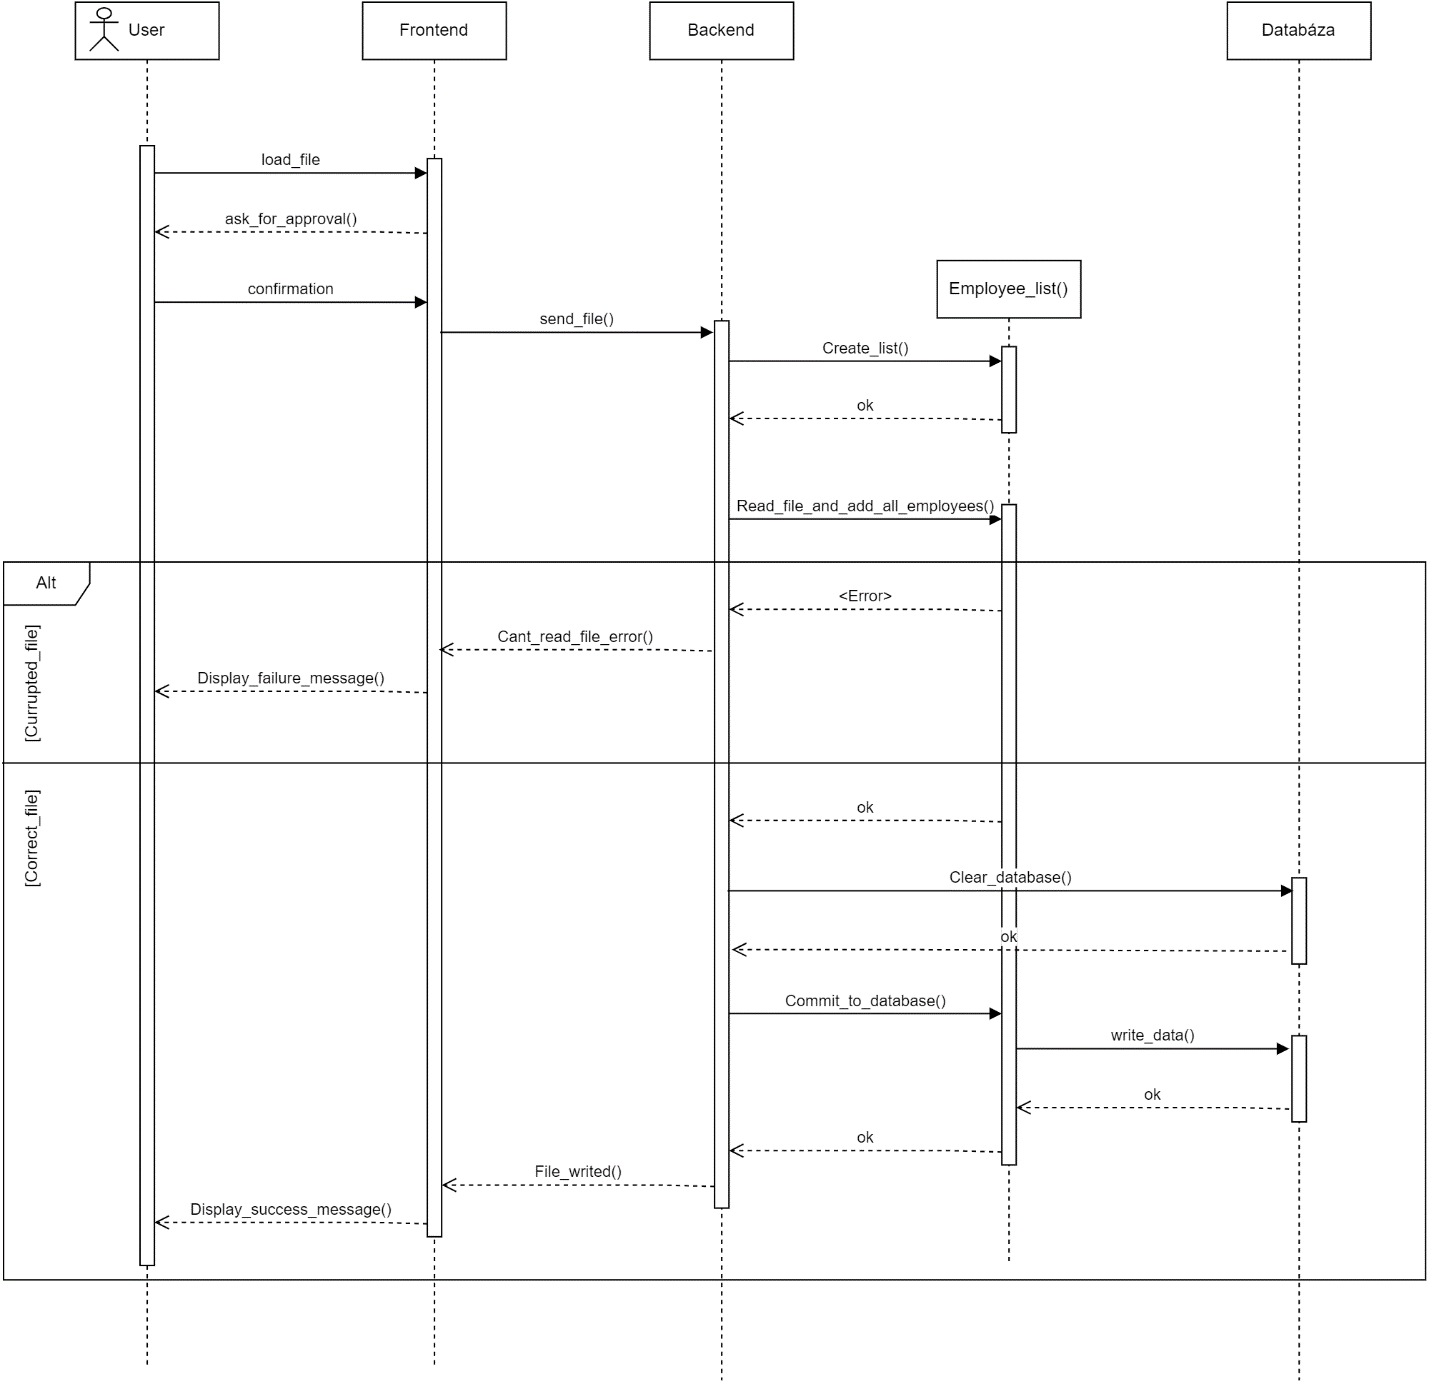 User
Frontend
Backend
Databáza
load_file
ask_for_approval()
confirmation
Employee_list()
send_file()
Create_list()
ok
Read_file_and_add_all_employees()
Alt
<Error>
[Currupted_file]
Cant_read_file_error()
Display_failure_message()
[Correct_file]
ok
Clear_database()
ok
Commit_to_database()
write_data()
ok
ok
File_writed()
Display_success_message()